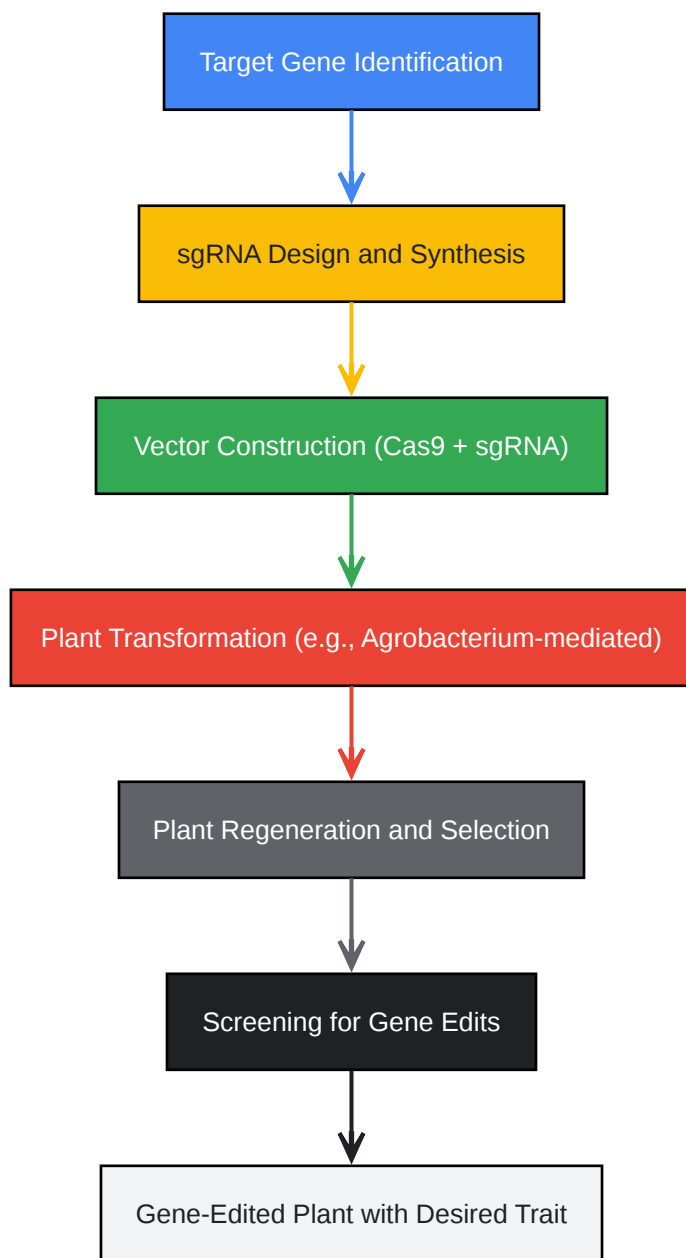 Target Gene Identification
sgRNA Design and Synthesis
Vector Construction (Cas9 + sgRNA)
Plant Transformation (e.g., Agrobacterium-mediated)
Plant Regeneration and Selection
Screening for Gene Edits
Gene-Edited Plant with Desired Trait